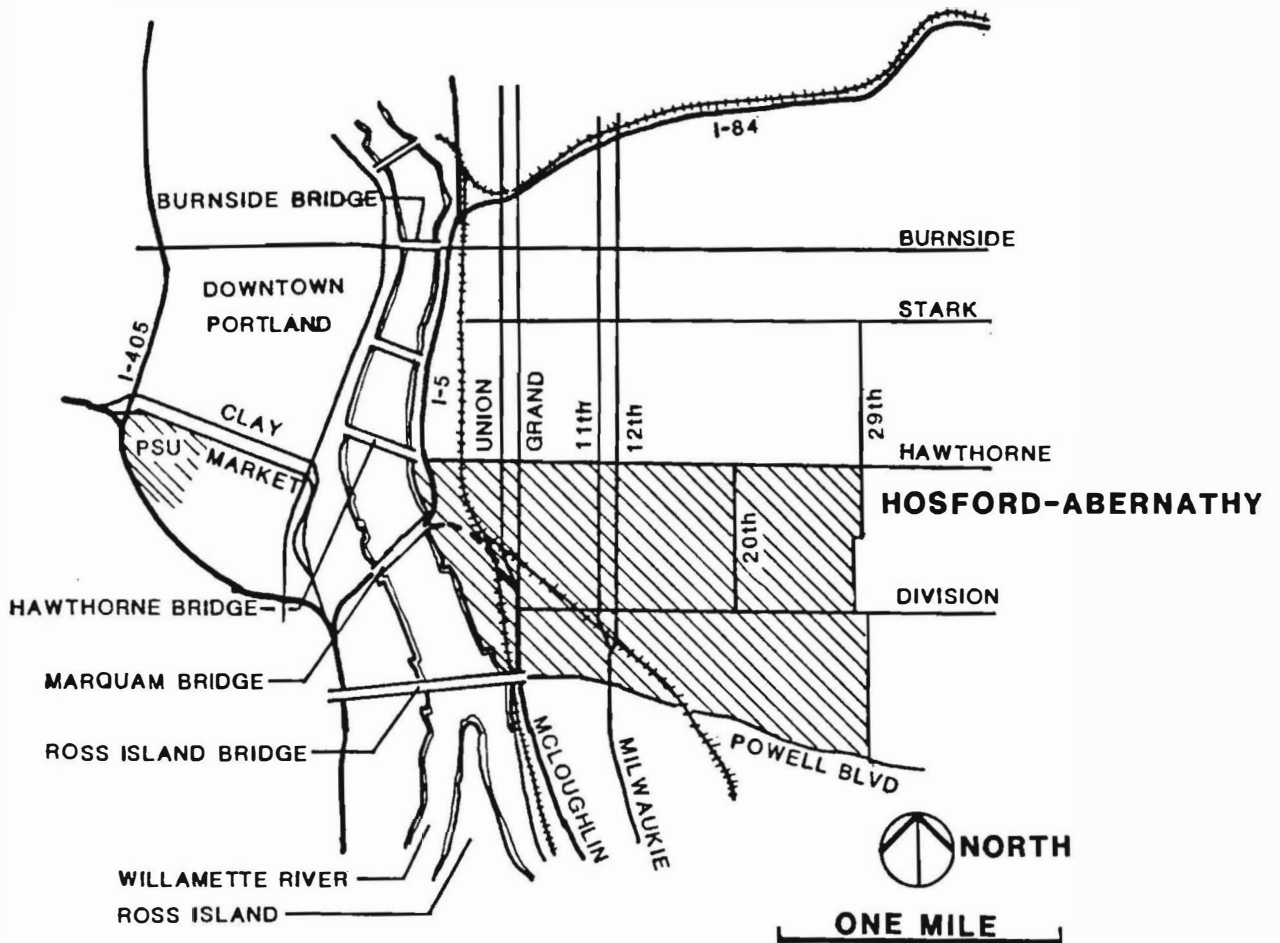 I-84
BURNSIDE BRIDGE
BURNSIDE
DOWNTOWN
PORTLAND
STARK
I-405
I-5
UNION
GRAND
11th
12th
29th
CLAY
MARKET
PSU
HAWTHORNE
HOSFORD-ABERNATHY
20th
HAWTHORNE BRIDGE
DIVISION
MARQUAM BRIDGE
ROSS ISLAND BRIDGE
MCLOUGHLIN
MILWAUKIE
POWELL BLVD
NORTH
WILLAMETTE RIVER
ROSS ISLAND
ONE MILE